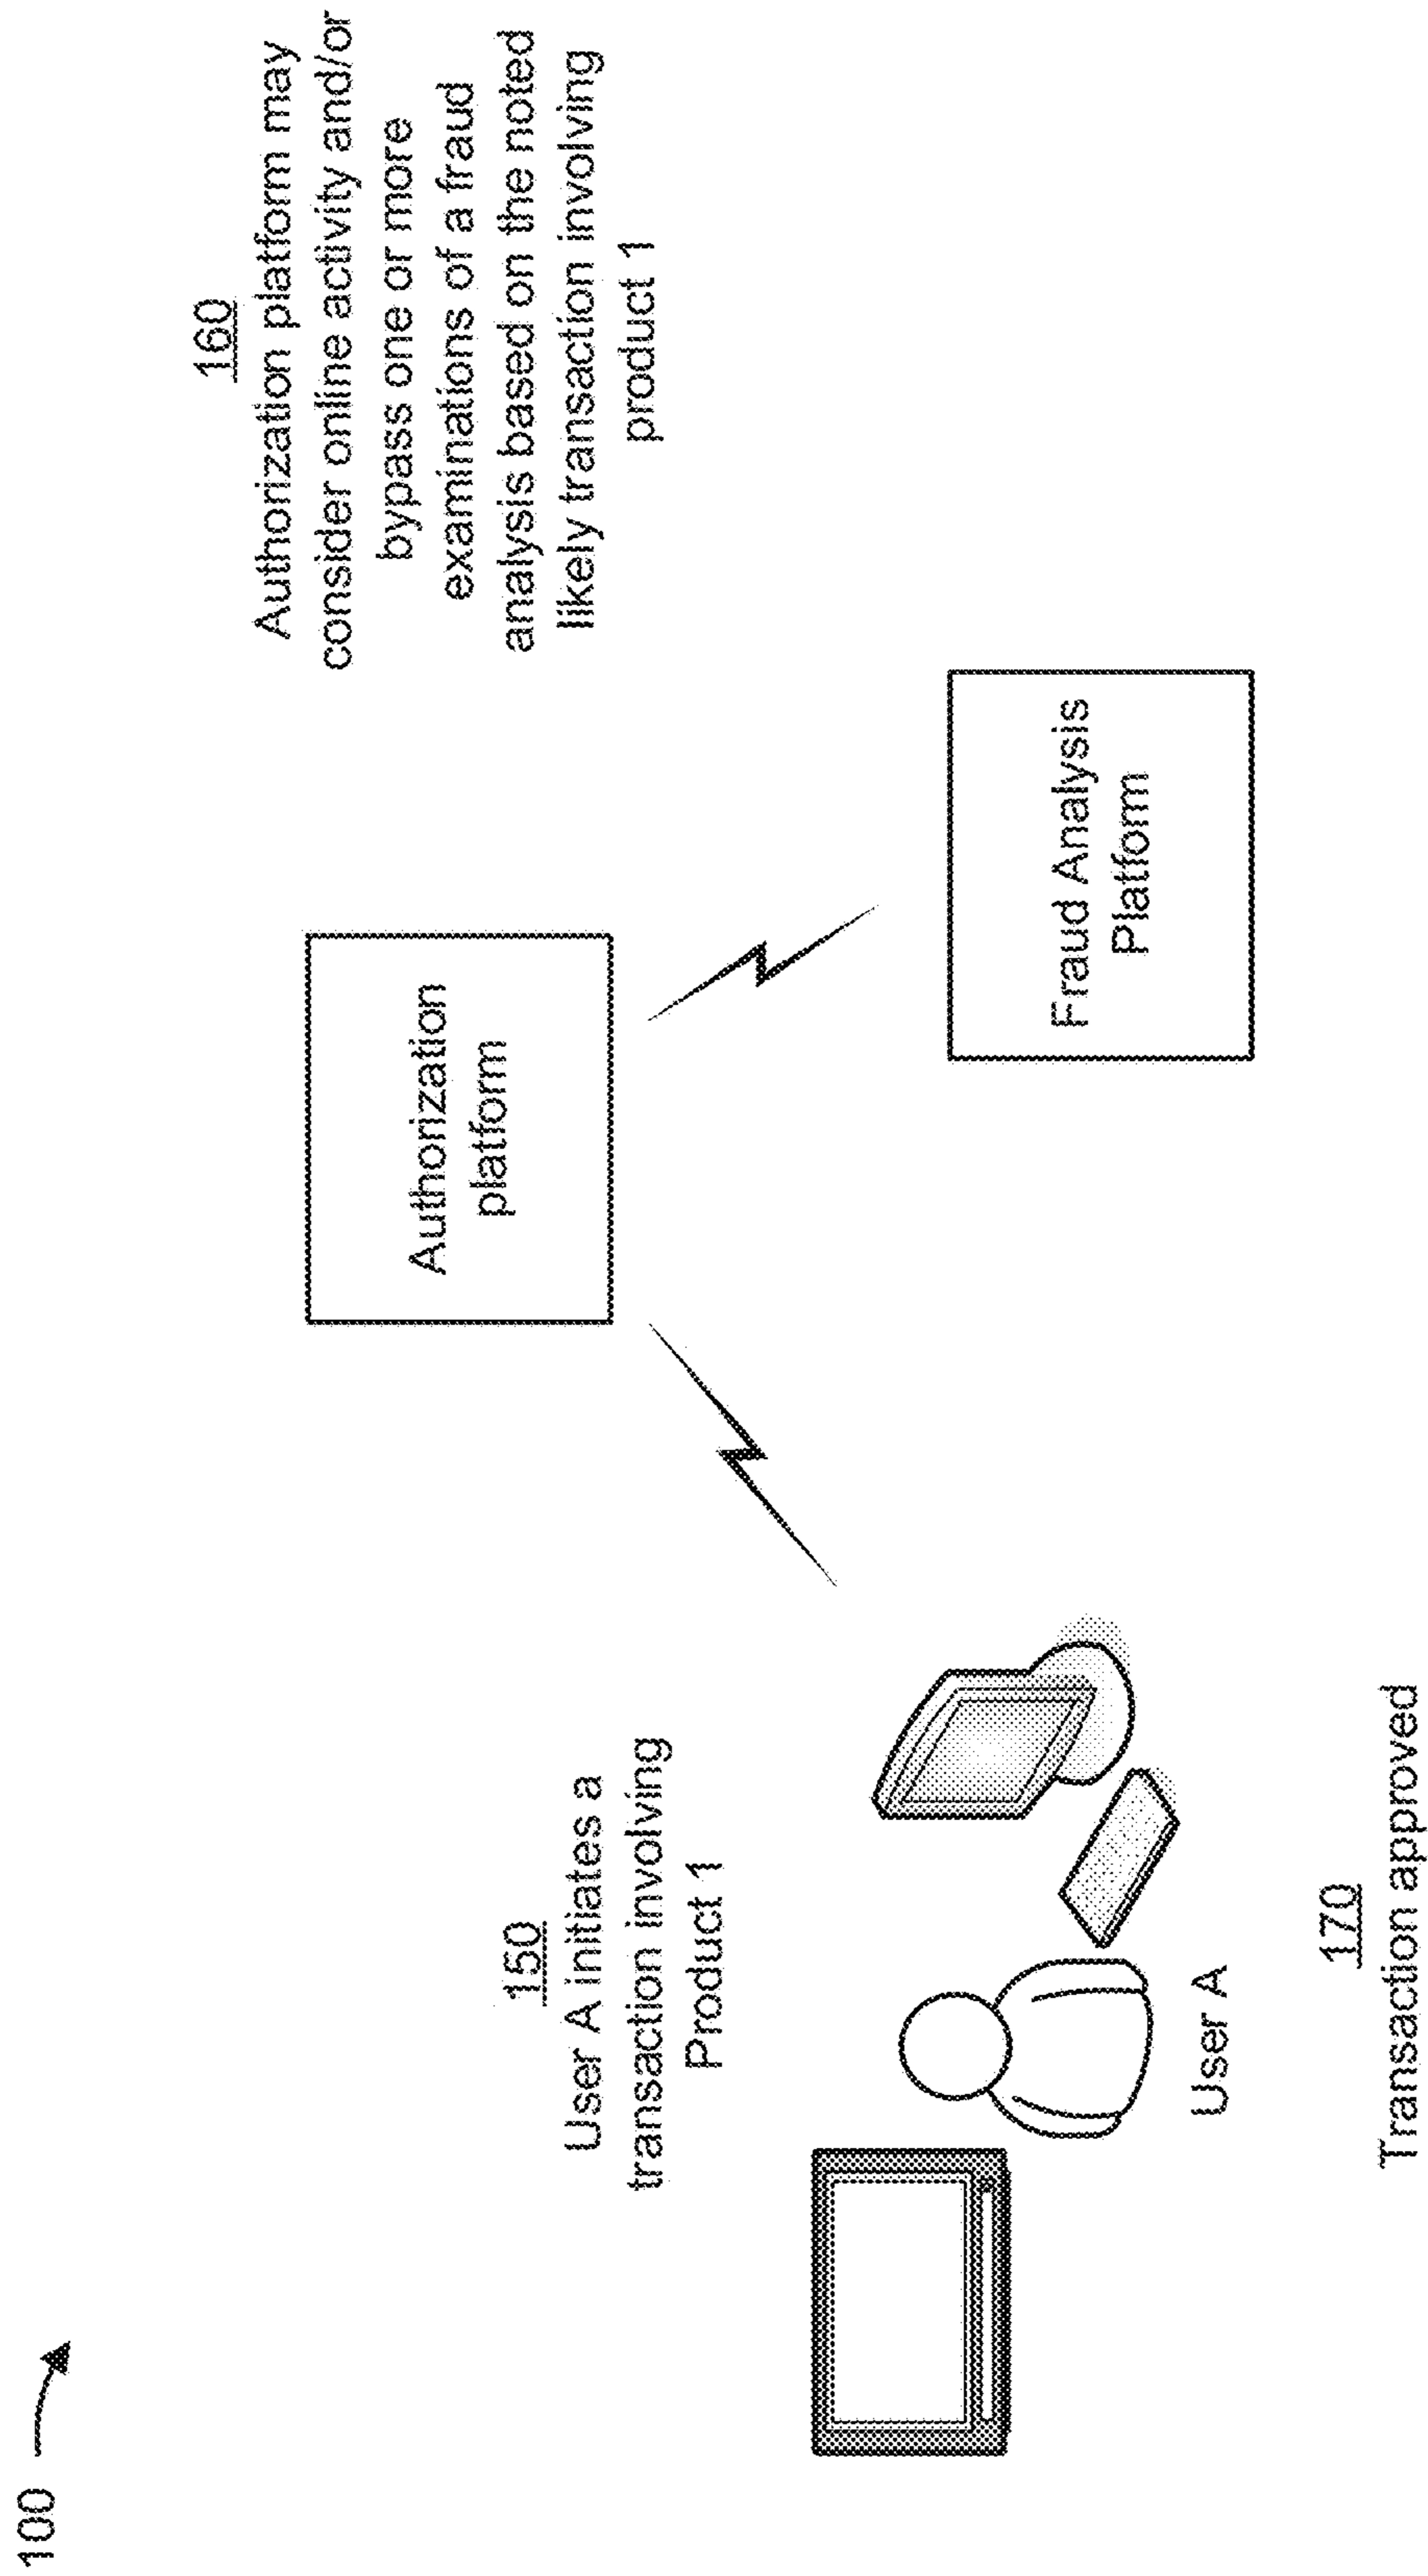 100
150
User A initiates a
transaction involving
Product 1
160
Authorization platform may
consider online activity and/or
bypass one or more
examinations of a fraud
analysis based on the noted
likely transaction involving
product 1
Authorization
platform
Fraud Analysis
Platform
User A
170
Transaction approved